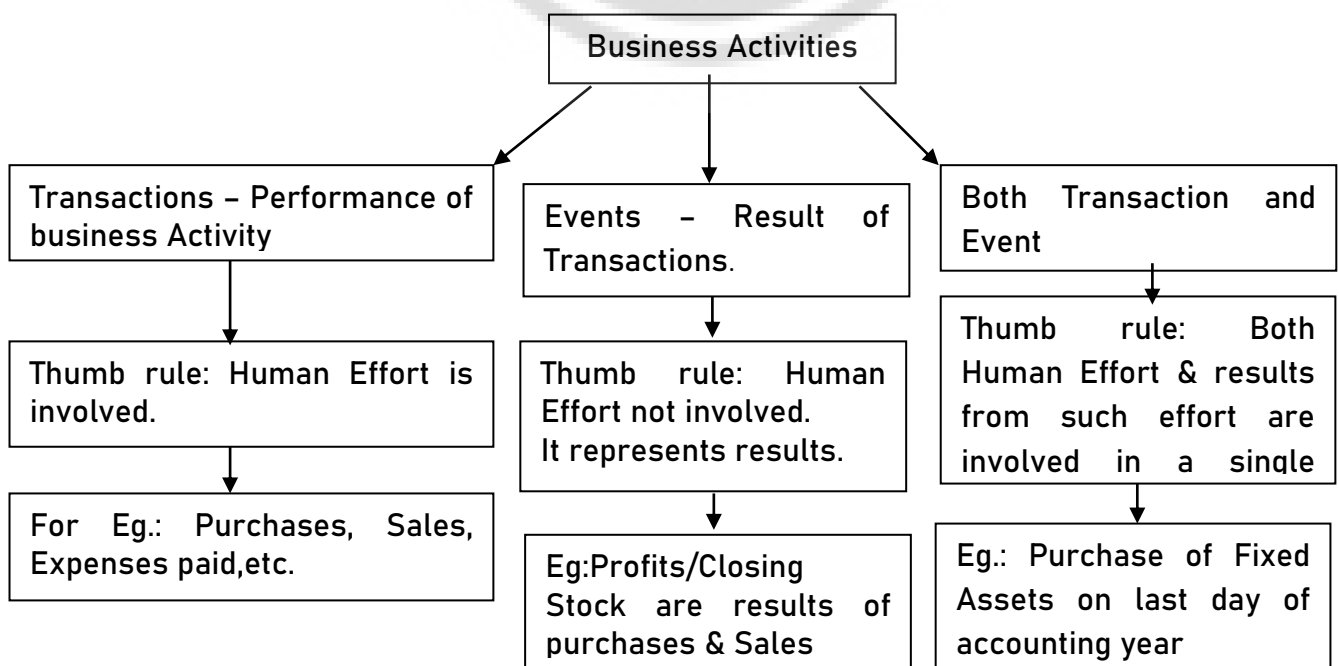 Business Activities
Transactions – Performance of
business Activity
Thumb rule: Human Effort is
involved.
For Eg.: Purchases, Sales,
Expenses paid,etc.
Events – Result of
Transactions.
Thumb rule: Human
Effort not involved.
It represents results.
Eg:Profits/Closing
Stock are results of
purchases & Sales
Both Transaction and
Event
Thumb rule: Both
Human Effort & results
from such effort are
involved in a single
Eg.: Purchase of Fixed
Assets on last day of
accounting year